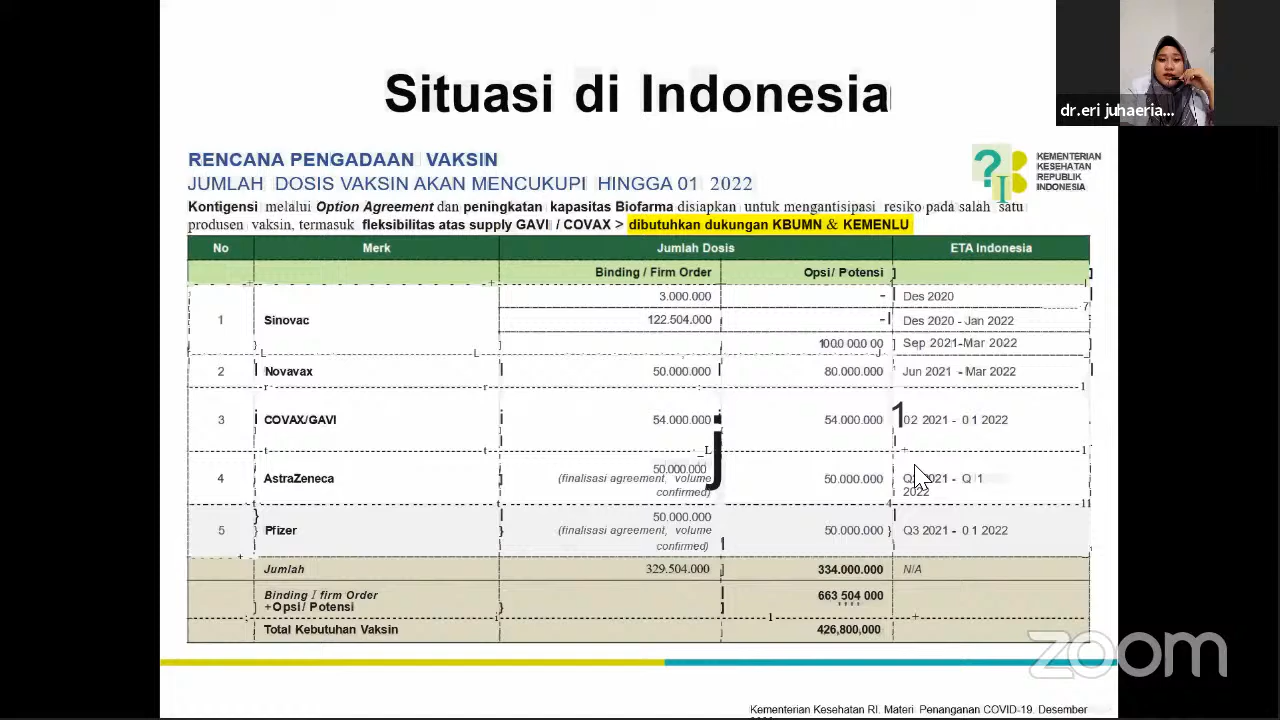 Situasi di Indonesia
dr.eri juhaeria...
RENCANA PENGADAAN VAKSIN
JUMLAH DOSIS VAKSIN AKAN MENCUKUPI HINGGA 01 2022
KEMENTERIAN
KESEHATAN
REPUBLIK
INDONESIA
Kontigensi melalui Option Agreement dan peningkatan kapasitas Biofarma disiapkan untuk mengantisipasi resiko pada salah satu
produsen vaksin, termasuk fleksibilitas atas supply GAVI / COVAX > dibutuhkan dukungan KBUMN & KEMENLU
No Merk Jumlah Dosis ETA Indonesia
Binding / Firm Order Opsi/ Potensi
3.000.000 - Des 2020
1 Sinovac 122.504.000 - Des 2020 - Jan 2022
100.000.00 Sep 2021-Mar 2022
2 Novavax 50.000.000 80.000.000 Jun 2021 - Mar 2022
3 COVAX/GAVI 54.000.000 54.000.000 02 2021 - 01 2022
4 AstraZeneca 50.000.000 (finalisasi agreement, volume confirmed) 50.000.000 2021 - Q 1 2022
5 Pfizer 50.000.000 (finalisasi agreement, volume confirmed) 50.000.000 Q3 2021 - 01 2022
Jumlah 329.504.000 334.000.000 N/A
Binding I firm Order
+Opsi/ Potensi 663 504 000
Total Kebutuhan Vaksin 426,800,000
zoom
Kementerian Kesehatan RI. Materi Penanganan COVID-19. Desember